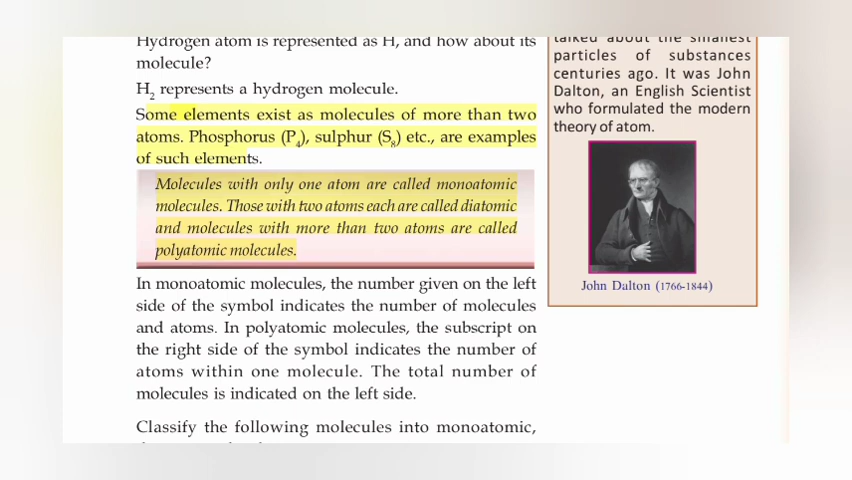 Hydrogen atom is represented as H, and how about its
molecule?
H2 represents a hydrogen molecule.
Some elements exist as molecules of more than two
atoms. Phosphorus (P4), sulphur (S8) etc., are examples
of such elements.
Molecules with only one atom are called monoatomic
molecules. Those with two atoms each are called diatomic
and molecules with more than two atoms are called
polyatomic molecules.
In monoatomic molecules, the number given on the left
side of the symbol indicates the number of molecules
and atoms. In polyatomic molecules, the subscript on
the right side of the symbol indicates the number of
atoms within one molecule. The total number of
molecules is indicated on the left side.
Classify the following molecules into monoatomic,
talked about the smallest
particles of substances
centuries ago. It was John
Dalton, an English Scientist
who formulated the modern
theory of atom.
John Dalton (1766-1844)